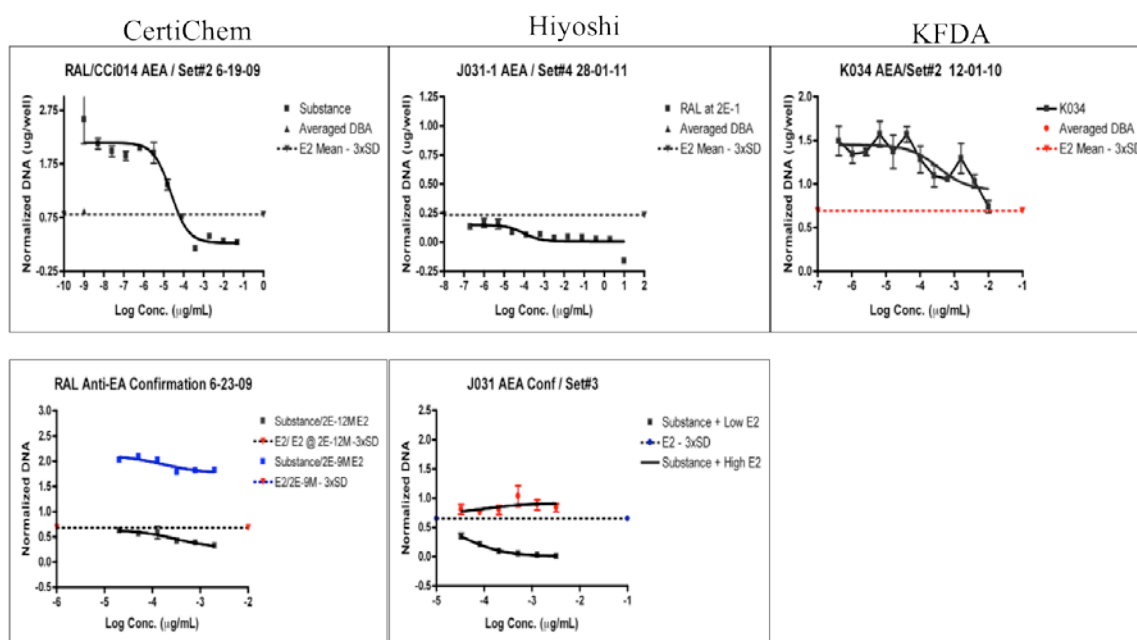 CertiChem
Hiyoshi
KFDA
RAL/CCi014 AEA / Set#2 6-19-09
Normalized DNA (ug/well)
2.75
1.75
0.75
-0.25
-10 -9 -8 -7 -6 -5 -4 -3 -2 -1 0
Log Conc. (µg/mL)
Substance
Averaged DBA
E2 Mean - 3xSD
J031-1 AEA / Set#4 28-01-11
Normalized DNA (ug/well)
1.25
1.00
0.75
0.50
0.25
0.00
-0.25
-8 -7 -6 -5 -4 -3 -2 -1 0 1 2
Log Conc. (µg/mL)
RAL at 2E-1
Averaged DBA
E2 Mean - 3xSD
K034 AEA/Set#2 12-01-10
Normalized DNA (ug/well)
2.0
1.5
1.0
0.5
0.0
-7 -6 -5 -4 -3 -2 -1
Log Conc. (µg/mL)
K034
Averaged DBA
E2 Mean - 3xSD
RAL Anti-EA Confirmation 6-23-09
Normalized DNA
3.0
2.5
2.0
1.5
1.0
0.5
0.0
-0.5
-6 -5 -4 -3 -2
Log Conc. (µg/mL)
Substance/2E-12M E2
E2/ E2 @ 2E-12M -3xSD
Substance/2E-9M E2
E2/2E-9M - 3xSD
J031 AEA Conf / Set#3
Normalized DNA
2.5
2.0
1.5
1.0
0.5
0.0
-0.5
-5 -4 -3 -2 -1
Log Conc. (µg/mL)
Substance + Low E2
E2 - 3xSD
Substance + High E2